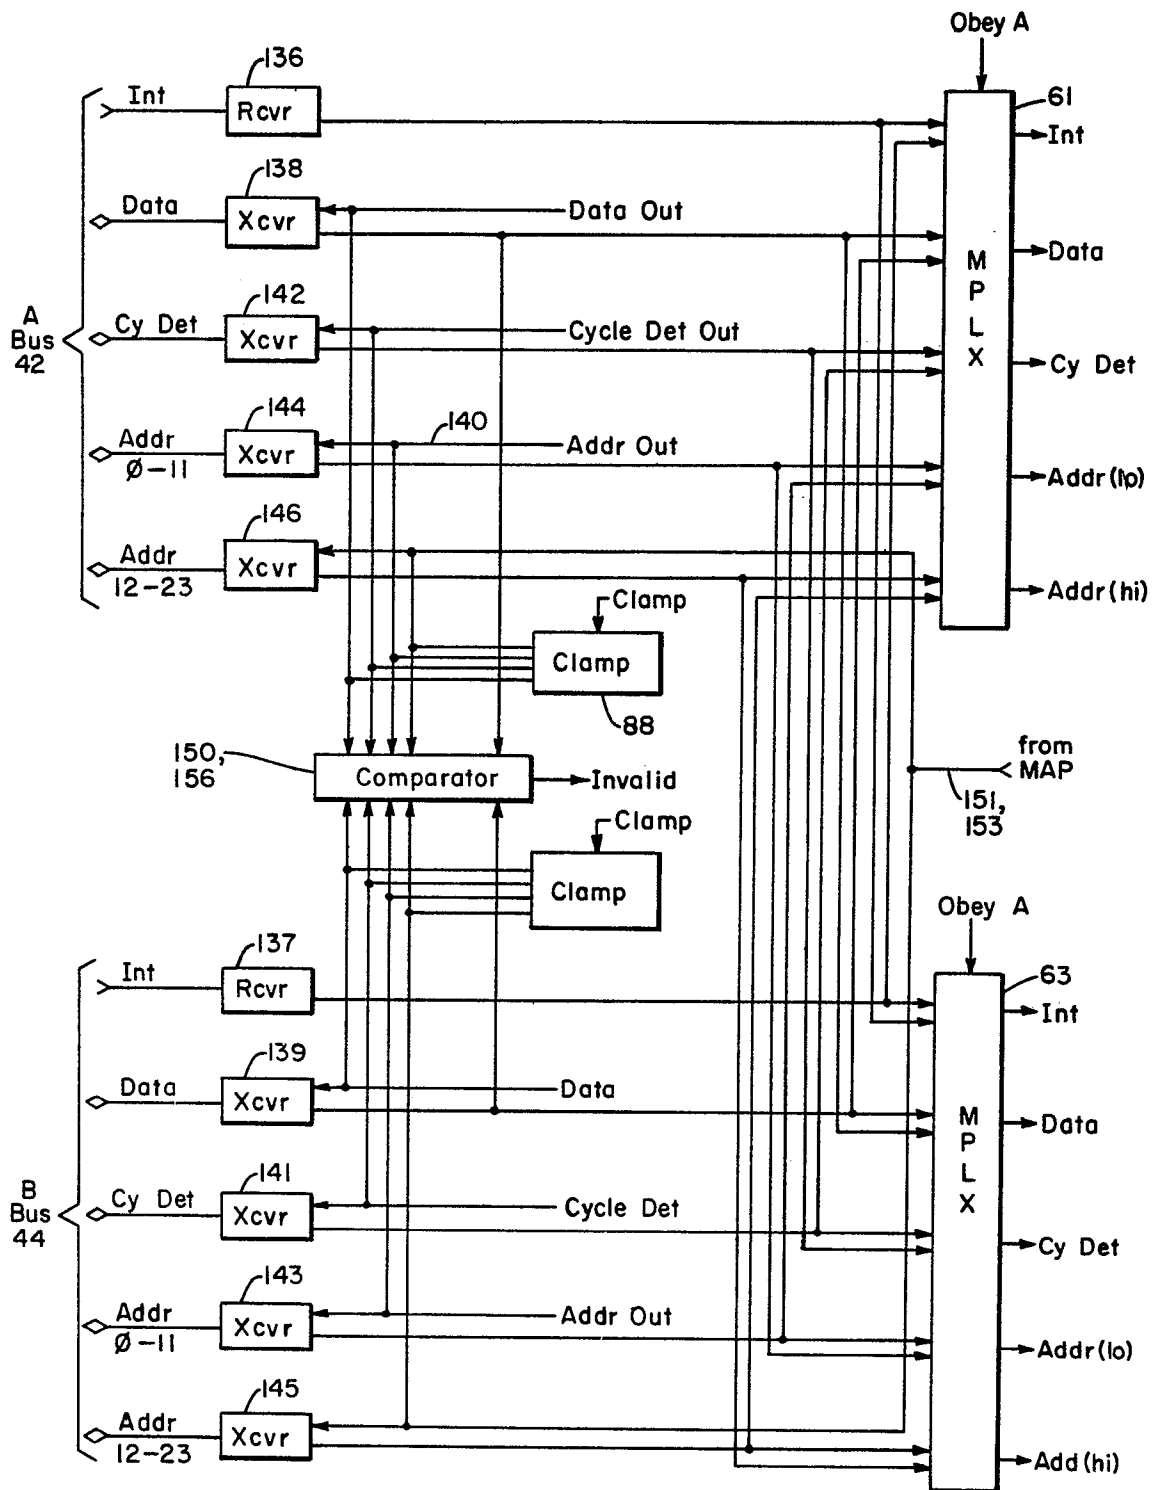 Obey A
136
61
Int
Rcvr
Int
138
Data
Xcvr
Data Out
Data
MPLX
142
A
Bus
42
Cy Det
Xcvr
Cycle Det Out
Cy Det
144
140
Addr
Ø-11
Xcvr
Addr Out
Addr(lo)
146
Addr
12-23
Xcvr
Addr(hi)
Clamp
Clamp
88
150,
156
Comparator
Invalid
from
MAP
151,
153
Clamp
Clamp
Obey A
137
63
Int
Rcvr
Int
139
Data
Xcvr
Data
Data
MPLX
141
B
Bus
44
Cy Det
Xcvr
Cycle Det
Cy Det
143
Addr
Ø-11
Xcvr
Addr Out
Addr(lo)
145
Addr
12-23
Xcvr
Add(hi)